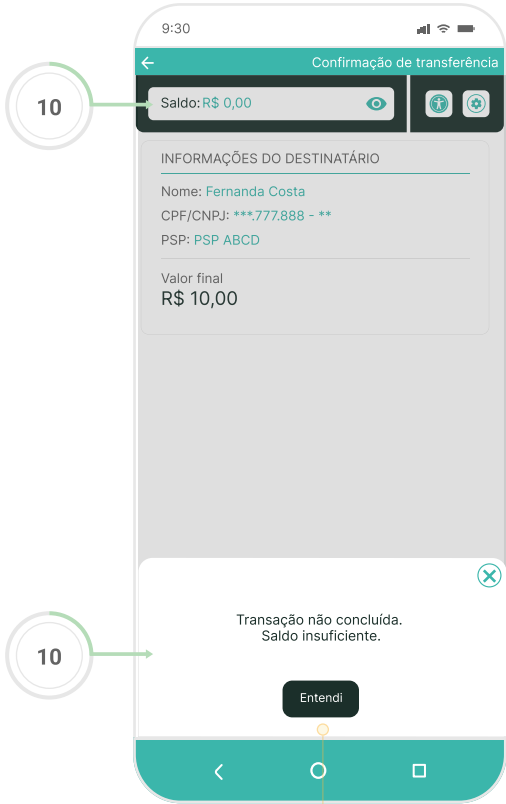 9:30
Confirmação de transferência
10
Saldo: R$ 0,00
INFORMAÇÕES DO DESTINATÁRIO
Nome: Fernanda Costa
CPF/CNPJ: ***.777.888 - **
PSP: PSP ABCD
Valor final
R$ 10,00
10
Transação não concluída.
Saldo insuficiente.
Entendi